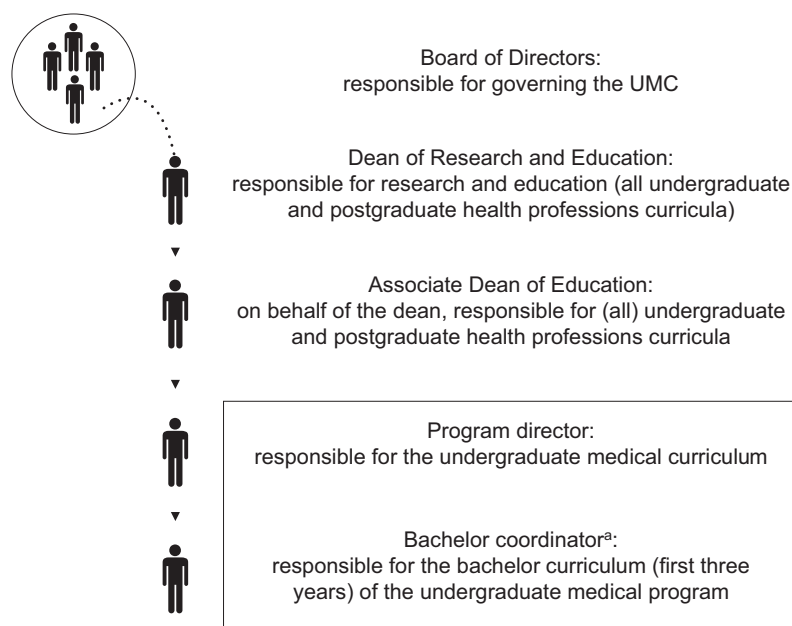 Board of Directors:
responsible for governing the UMC
Dean of Research and Education:
responsible for research and education (all undergraduate
and postgraduate health professions curricula)
Associate Dean of Education:
on behalf of the dean, responsible for (all) undergraduate
and postgraduate health professions curricula
Program director:
responsible for the undergraduate medical curriculum
Bachelor coordinatorᵃ:
responsible for the bachelor curriculum (first three
years) of the undergraduate medical program